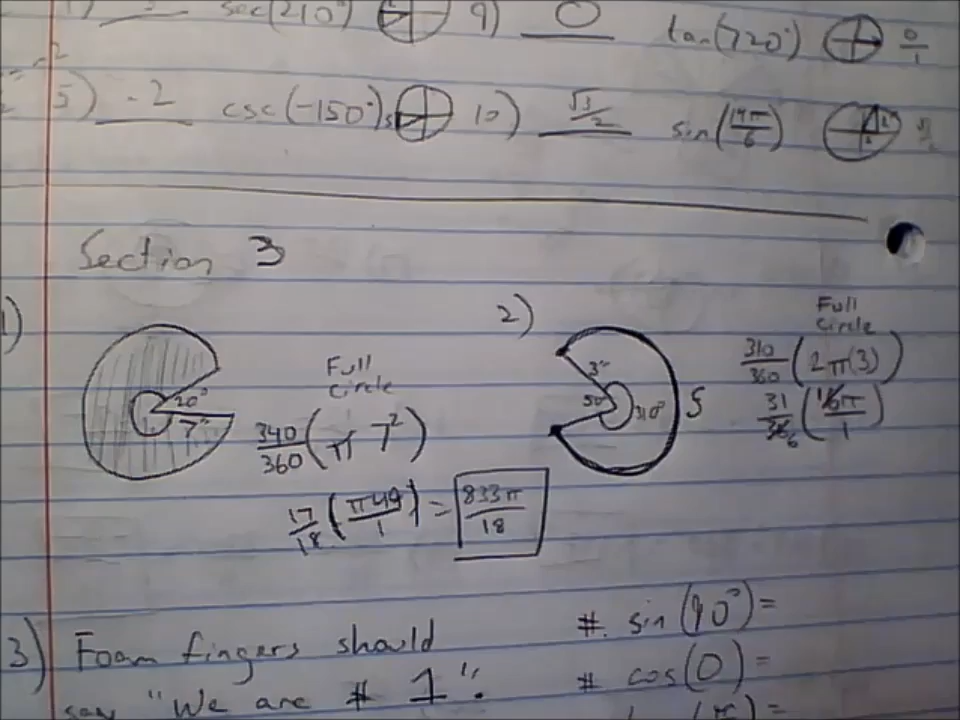 sec(210°) 9) 0 tan(720°) 0/1
5) -2 csc(-150°) 10) √3/2 sin(14π/6)
Section 3
1) 20° 7"
Full circle
340/360 (π 7²)
17/18 (π49/1) = 833π/18
2) 3" 50° 310° S
Full circle
310/360 (2π(3))
31/36 6 (1 6π/1)
3) Foam fingers should
say "We are # 1".
# sin(90°)=
# cos(0)=